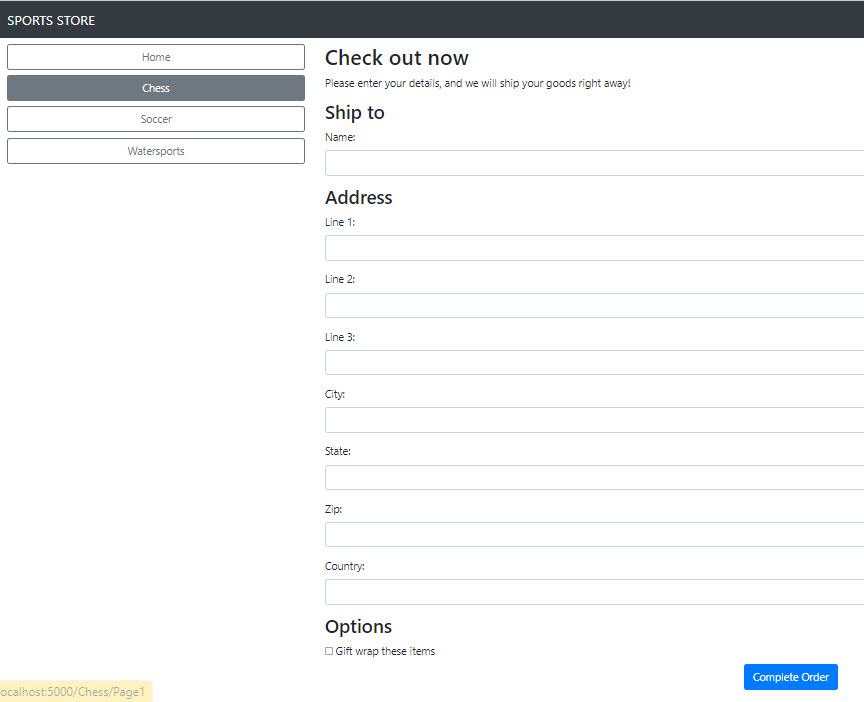 SPORTS STORE
Home
Chess
Soccer
Watersports
Check out now
Please enter your details, and we will ship your goods right away!
Ship to
Name:
Address
Line 1:
Line 2:
Line 3:
City:
State:
Zip:
Country:
Options
Gift wrap these items
Complete Order
ocalhost:5000/Chess/Page1